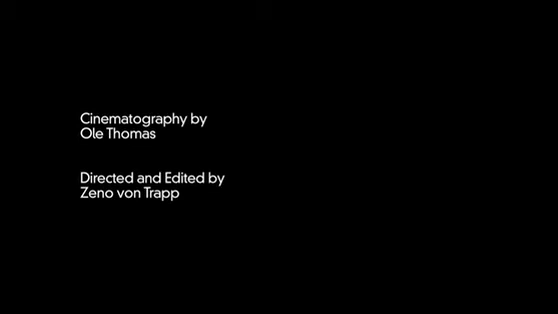 Cinematography by
Ole Thomas
Directed and Edited by
Zeno von Trapp